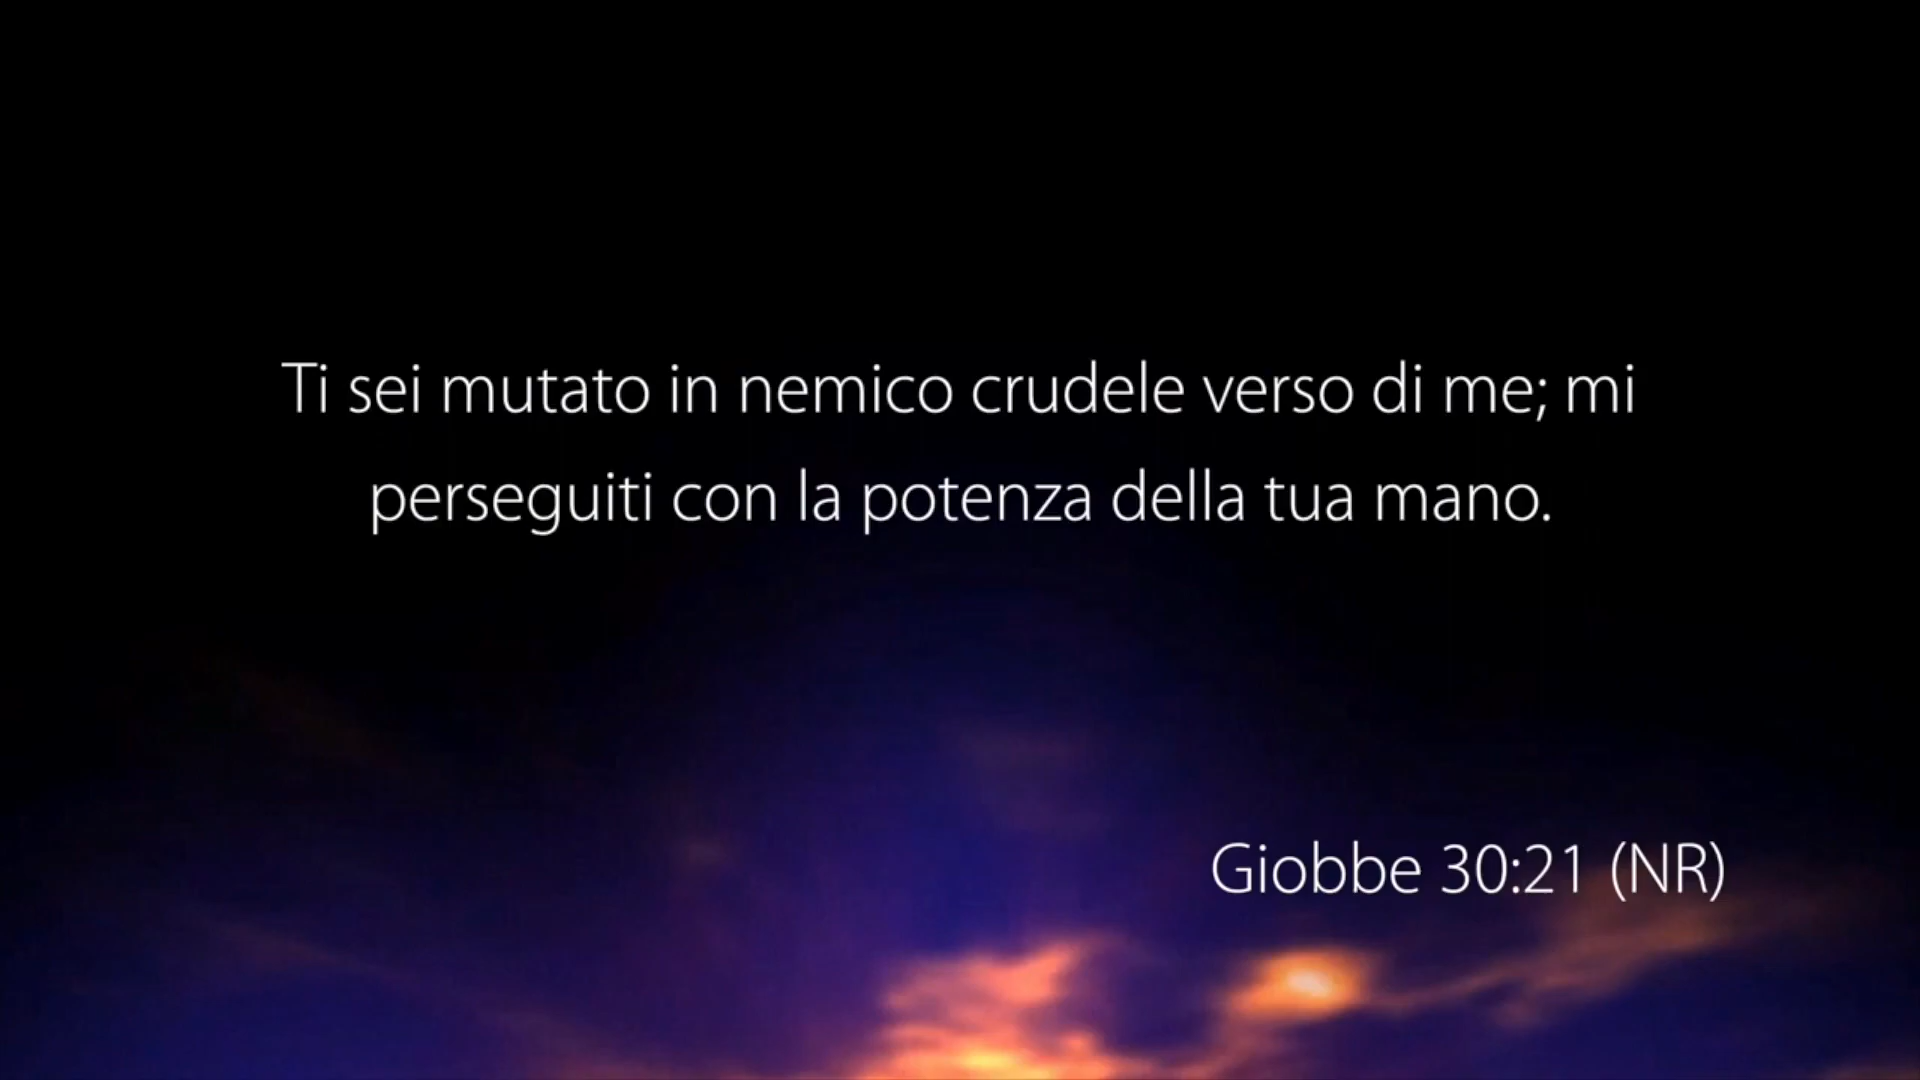 Ti sei mutato in nemico crudele verso di me; mi
perseguiti con la potenza della tua mano.
Giobbe 30:21 (NR)